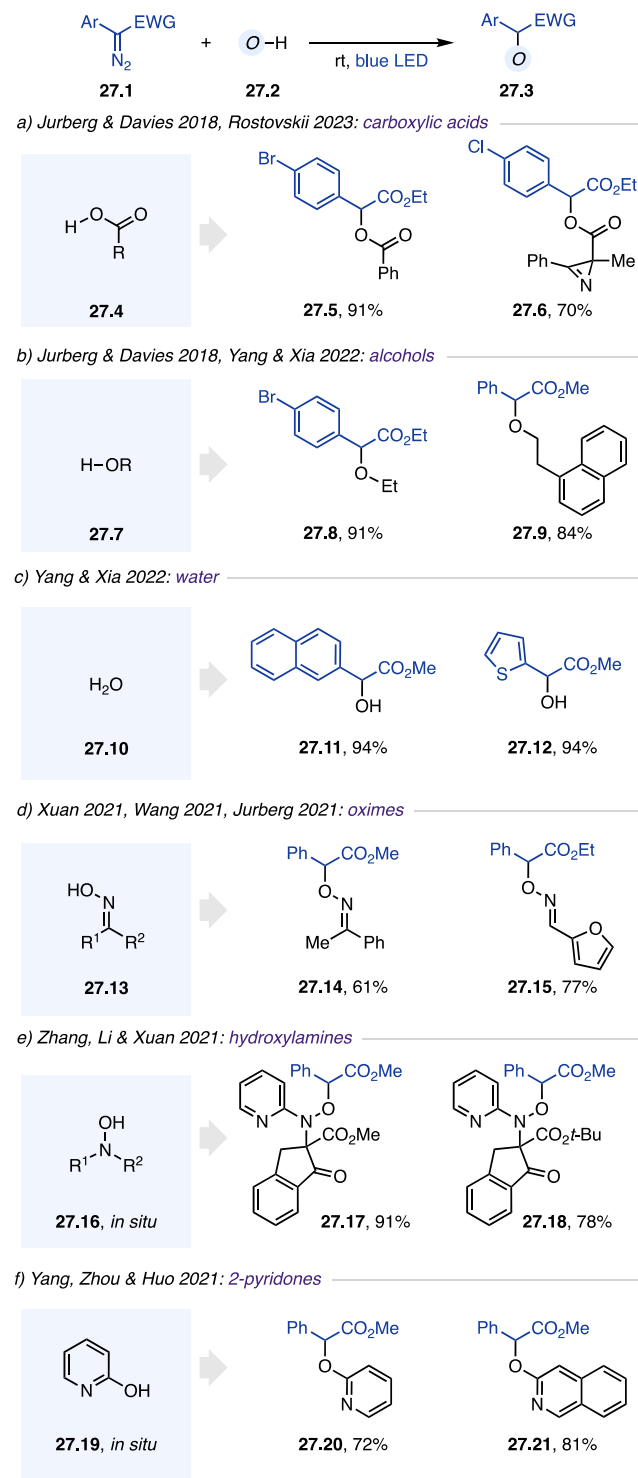 Ar EWG + O–H Ar EWG
N2 rt, blue LED O
27.1 27.2 27.3
a) Jurberg & Davies 2018, Rostovskii 2023: carboxylic acids
Br CO2Et Cl CO2Et
H O O R O O Ph O O Ph Me N
27.4 27.5, 91% 27.6, 70%
b) Jurberg & Davies 2018, Yang & Xia 2022: alcohols
Br CO2Et Ph CO2Me
H–OR O Et O
27.7 27.8, 91% 27.9, 84%
c) Yang & Xia 2022: water
H2O CO2Me OH S CO2Me OH
27.10 27.11, 94% 27.12, 94%
d) Xuan 2021, Wang 2021, Jurberg 2021: oximes
Ph CO2Me Ph CO2Et
HO N R1 R2 O N Me Ph O N O
27.13 27.14, 61% 27.15, 77%
e) Zhang, Li & Xuan 2021: hydroxylamines
Ph CO2Me Ph CO2Me
OH N R1 R2 N N O CO2Me O N N O CO2t-Bu O
27.16, in situ 27.17, 91% 27.18, 78%
f) Yang, Zhou & Huo 2021: 2-pyridones
Ph CO2Me Ph CO2Me
N OH O N O N
27.19, in situ 27.20, 72% 27.21, 81%